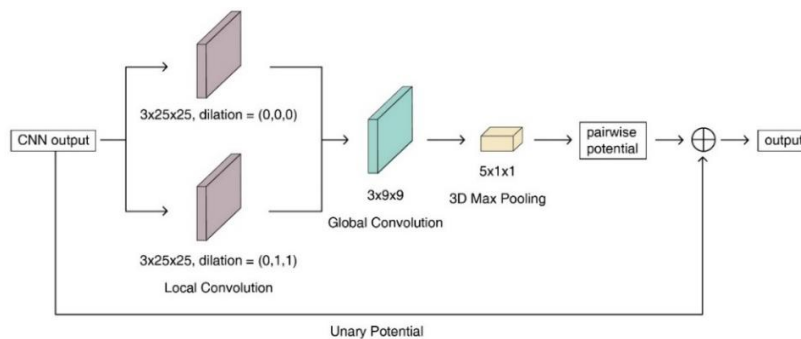 3x25x25, dilation = (0,0,0)
CNN output
3x25x25, dilation = (0,1,1)
Local Convolution
3x9x9
Global Convolution
5x1x1
3D Max Pooling
pairwise
potential
output
Unary Potential